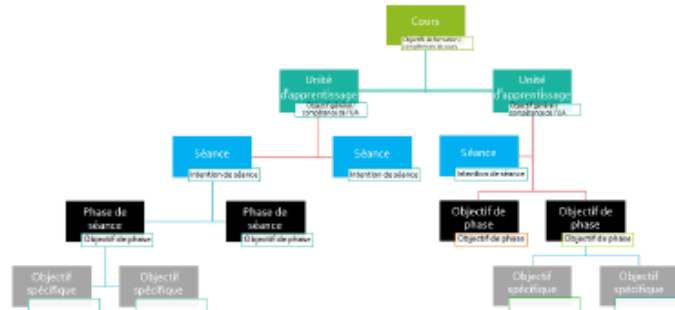 Cours
Objectifs de formation /
compétences de cours
Unité
d'apprentissage
Objectif général /
compétence de l'UA
Unité
d'apprentissage
Objectif général /
compétence de l'UA
Séance
Intention de séance
Séance
Intention de séance
Séance
Intention de séance
Phase de
séance
Objectif de phase
Phase de
séance
Objectif de phase
Objectif de
phase
Objectif de phase
Objectif de
phase
Objectif de phase
Objectif
spécifique
Objectif
spécifique
Objectif
spécifique
Objectif
spécifique